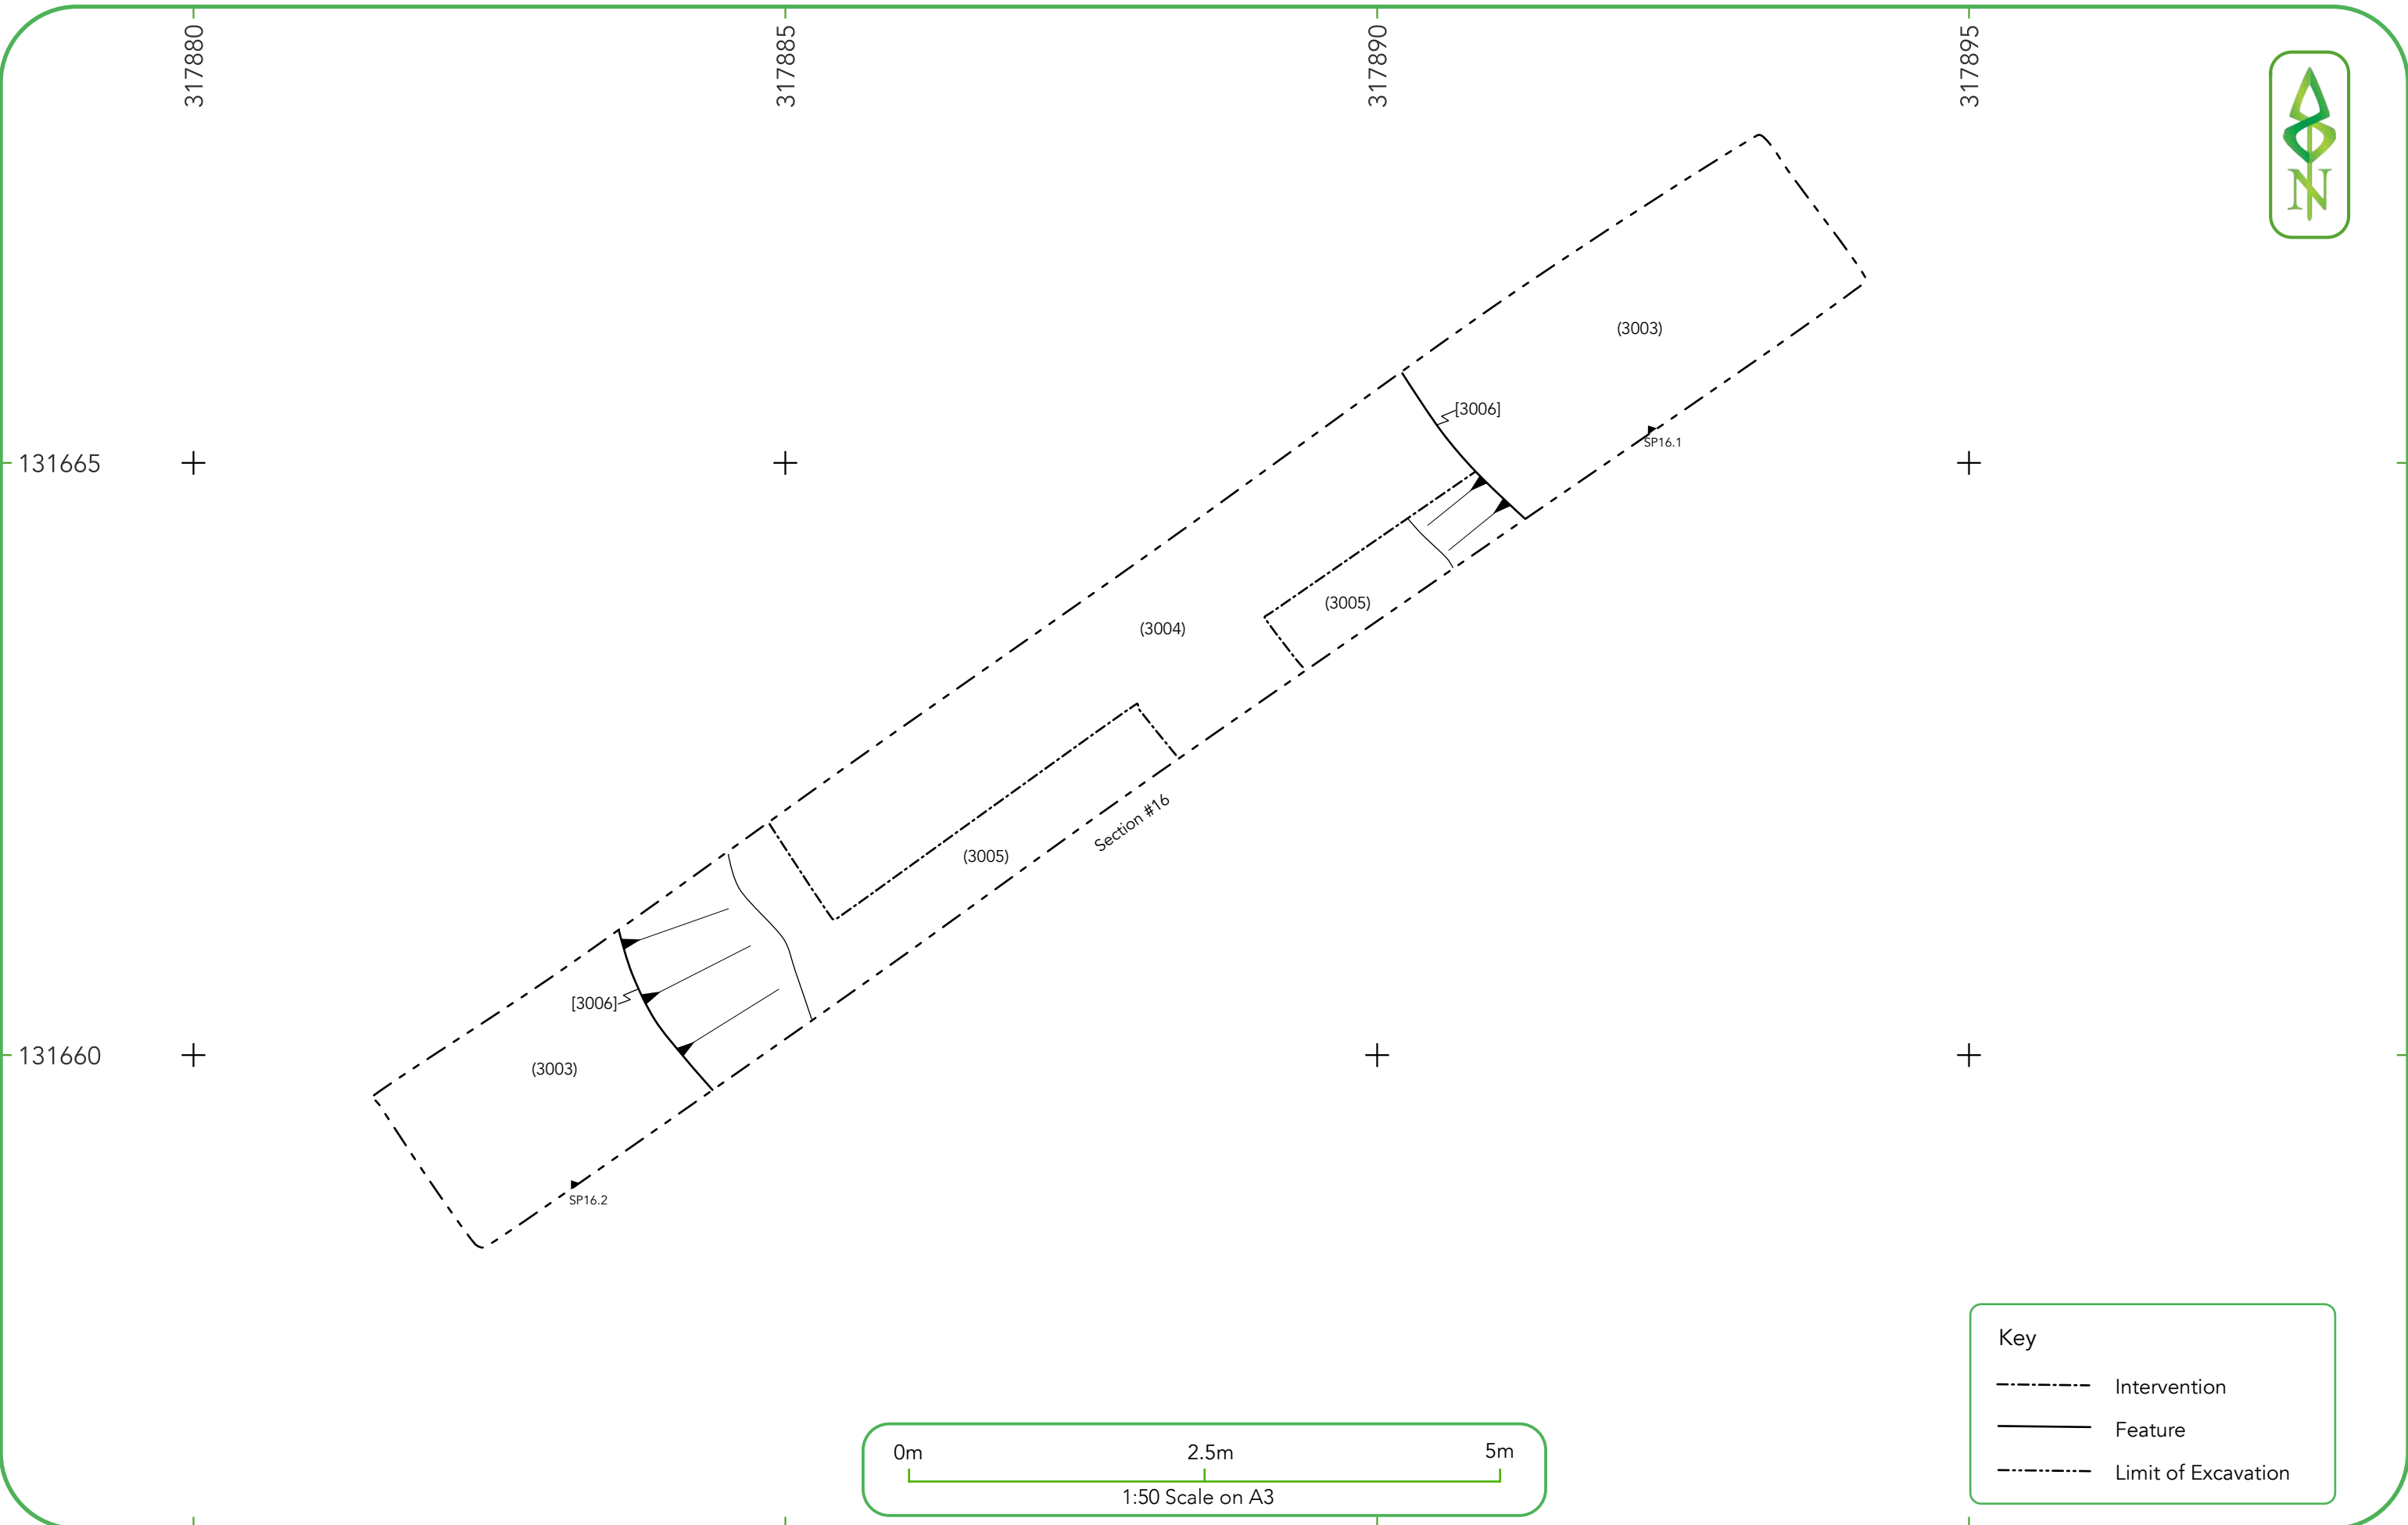 317880
317885
317890
317895
N
(3003)
[3006]
SP16.1
131665
(3005)
(3004)
Section #16
(3005)
[3006]
131660
(3003)
SP16.2
Key
Intervention
Feature
Limit of Excavation
0m 2.5m 5m
1:50 Scale on A3